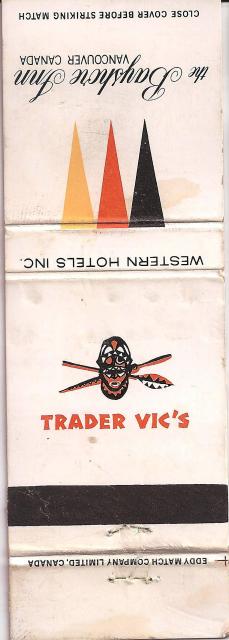 CLOSE COVER BEFORE STRIKING MATCH
the Bayshore Inn
VANCOUVER CANADA
WESTERN HOTELS INC.
TRADER VIC'S
EDDY MATCH COMPANY LIMITED, CANADA